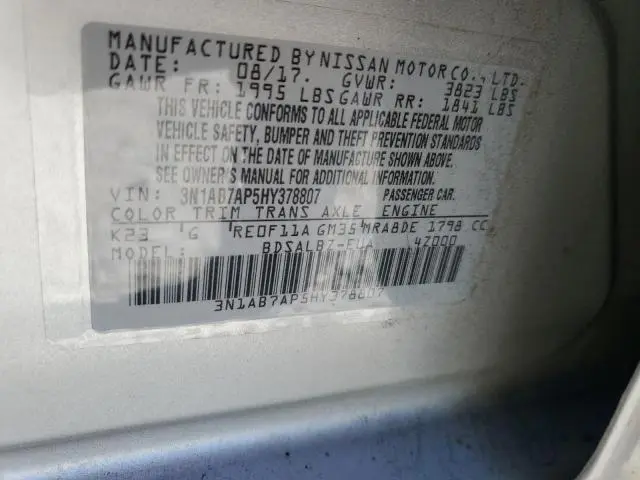 MANUFACTURED BY NISSAN MOTOR CO., LTD.
DATE: 08/17. GVWR: 3823 LBS
GAWR FR: 1995 LBS GAWR RR: 1841 LBS
THIS VEHICLE CONFORMS TO ALL APPLICABLE FEDERAL MOTOR
VEHICLE SAFETY, BUMPER AND THEFT PREVENTION STANDARDS
IN EFFECT ON THE DATE OF MANUFACTURE SHOWN ABOVE.
SEE OWNER'S MANUAL FOR ADDITIONAL INFORMATION
VIN: 3N1AB7AP5HY378807 PASSENGER CAR.
COLOR TRIM TRANS AXLE ENGINE
K23 G RE0F11A GM35 MRA8DE 1798 CC
MODEL: BDSALBZ-EUA 4Z000
3N1AB7AP5HY378807